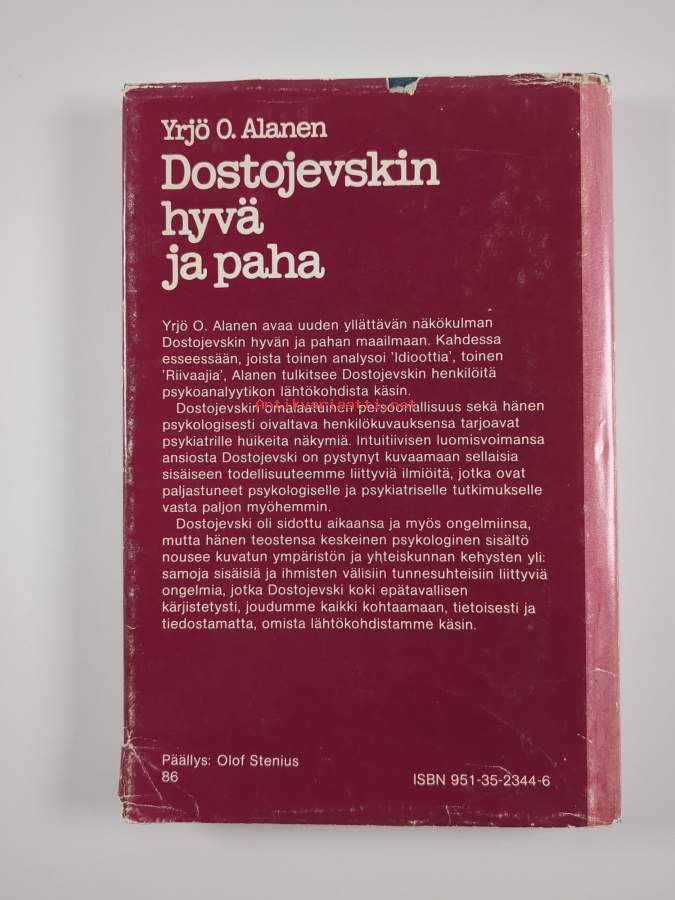 Yrjö O. Alanen
Dostojevskin
hyvä
ja paha
Yrjö O. Alanen avaa uuden yllättävän näkökulman
Dostojevskin hyvän ja pahan maailmaan. Kahdessa
esseessään, joista toinen analysoi 'Idioottia', toinen
'Riivaajia', Alanen tulkitsee Dostojevskin henkilöitä
psykoanalyytikon lähtökohdista käsin.
Antikvariantti.net
Dostojevskin omalaatuinen persoonallisuus sekä hänen
psykologisesti oivaltava henkilökuvauksensa tarjoavat
psykiatrille huikeita näkymiä. Intuitiivisen luomisvoimansa
ansiosta Dostojevski on pystynyt kuvaamaan sellaisia
sisäiseen todellisuuteemme liittyviä ilmiöitä, jotka ovat
paljastuneet psykologiselle ja psykiatriselle tutkimukselle
vasta paljon myöhemmin.
Dostojevski oli sidottu aikaansa ja myös ongelmiinsa,
mutta hänen teostensa keskeinen psykologinen sisältö
nousee kuvatun ympäristön ja yhteiskunnan kehysten yli:
samoja sisäisiä ja ihmisten välisiin tunnesuhteisiin liittyviä
ongelmia, jotka Dostojevski koki epätavallisen
kärjistetysti, joudumme kaikki kohtaamaan, tietoisesti ja
tiedostamatta, omista lähtökohdistamme käsin.
Päällys: Olof Stenius
86
ISBN 951-35-2344-6